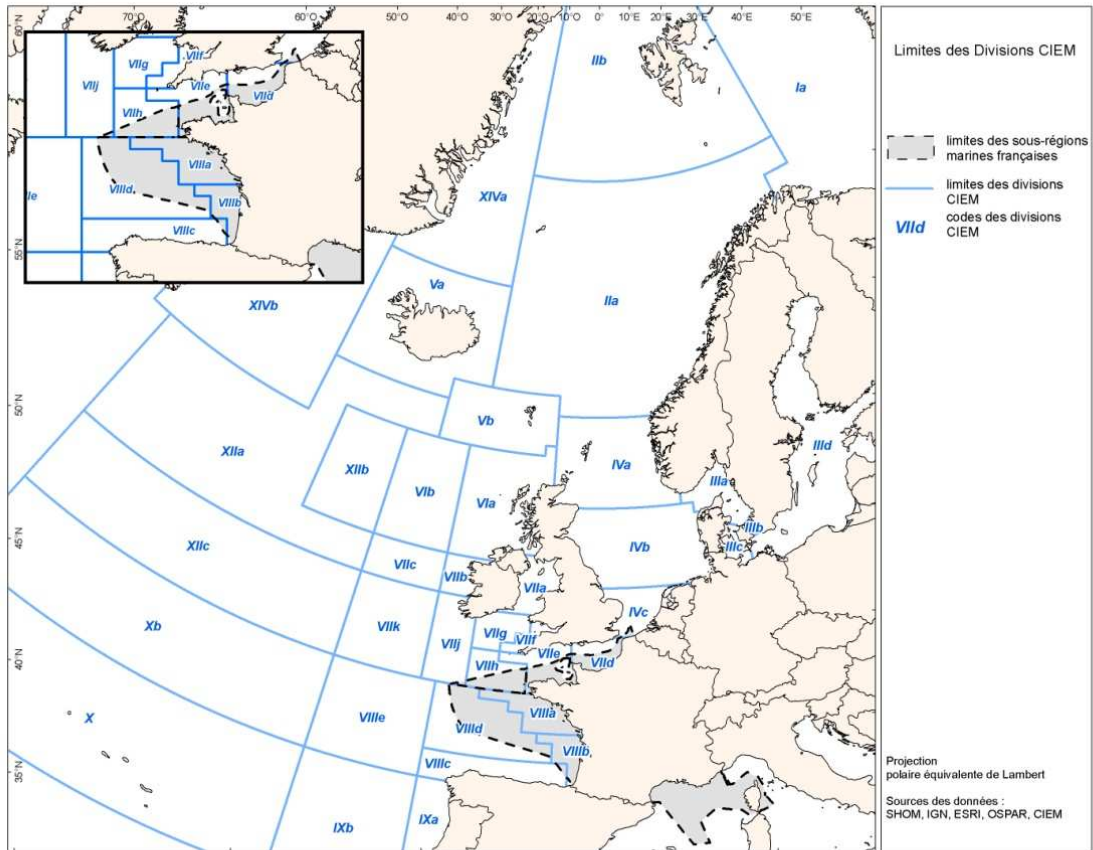 70°O 60°O 50°O 40°O 30°O 20°O 10°O 0°E 10°E 20°E 30°E 40°E 50°E
60°N
55°N
50°N
45°N
40°N
35°N
VIIg
VIIf
VIIj
VIIe
VIId
VIIh
VIIIa
VIIId
VIIIb
VIIIc
IIb
Ia
XIVa
Va
IIa
XIVb
Vb
IVa
IIId
XIIa
XIIb
VIb
VIa
IIIa
IIIb
IIIc
IVb
XIIc
VIIc
VIIb
VIIa
IVc
Xb
VIIk
VIIj
VIIg
VIIf
VIIe
VIId
VIIh
X
VIIIe
VIIId
VIIIa
VIIIb
VIIIc
IXb
IXa
Limites des Divisions CIEM
limites des sous-régions
marines françaises
limites des divisions
CIEM
VIId
codes des divisions
CIEM
Projection
polaire équivalente de Lambert
Sources des données :
SHOM, IGN, ESRI, OSPAR, CIEM